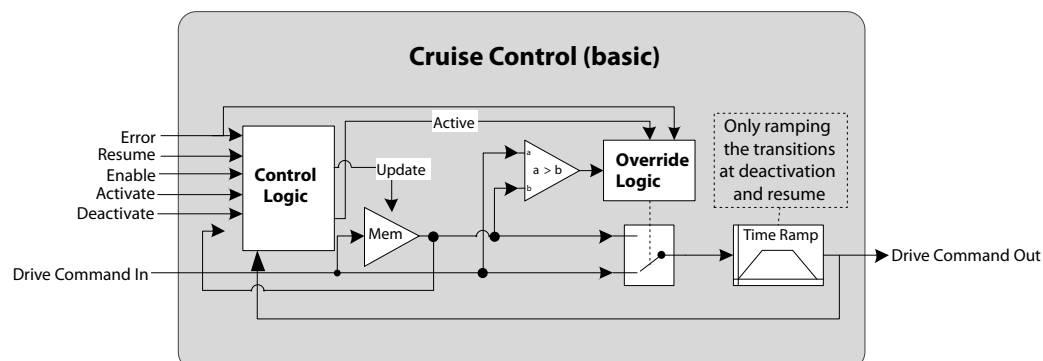 Cruise Control (basic)
Error
Resume
Enable
Activate
Deactivate
Drive Command In
Control
Logic
Active
Update
Mem
a
a > b
b
Override
Logic
Only ramping
the transitions
at deactivation
and resume
Time Ramp
Drive Command Out